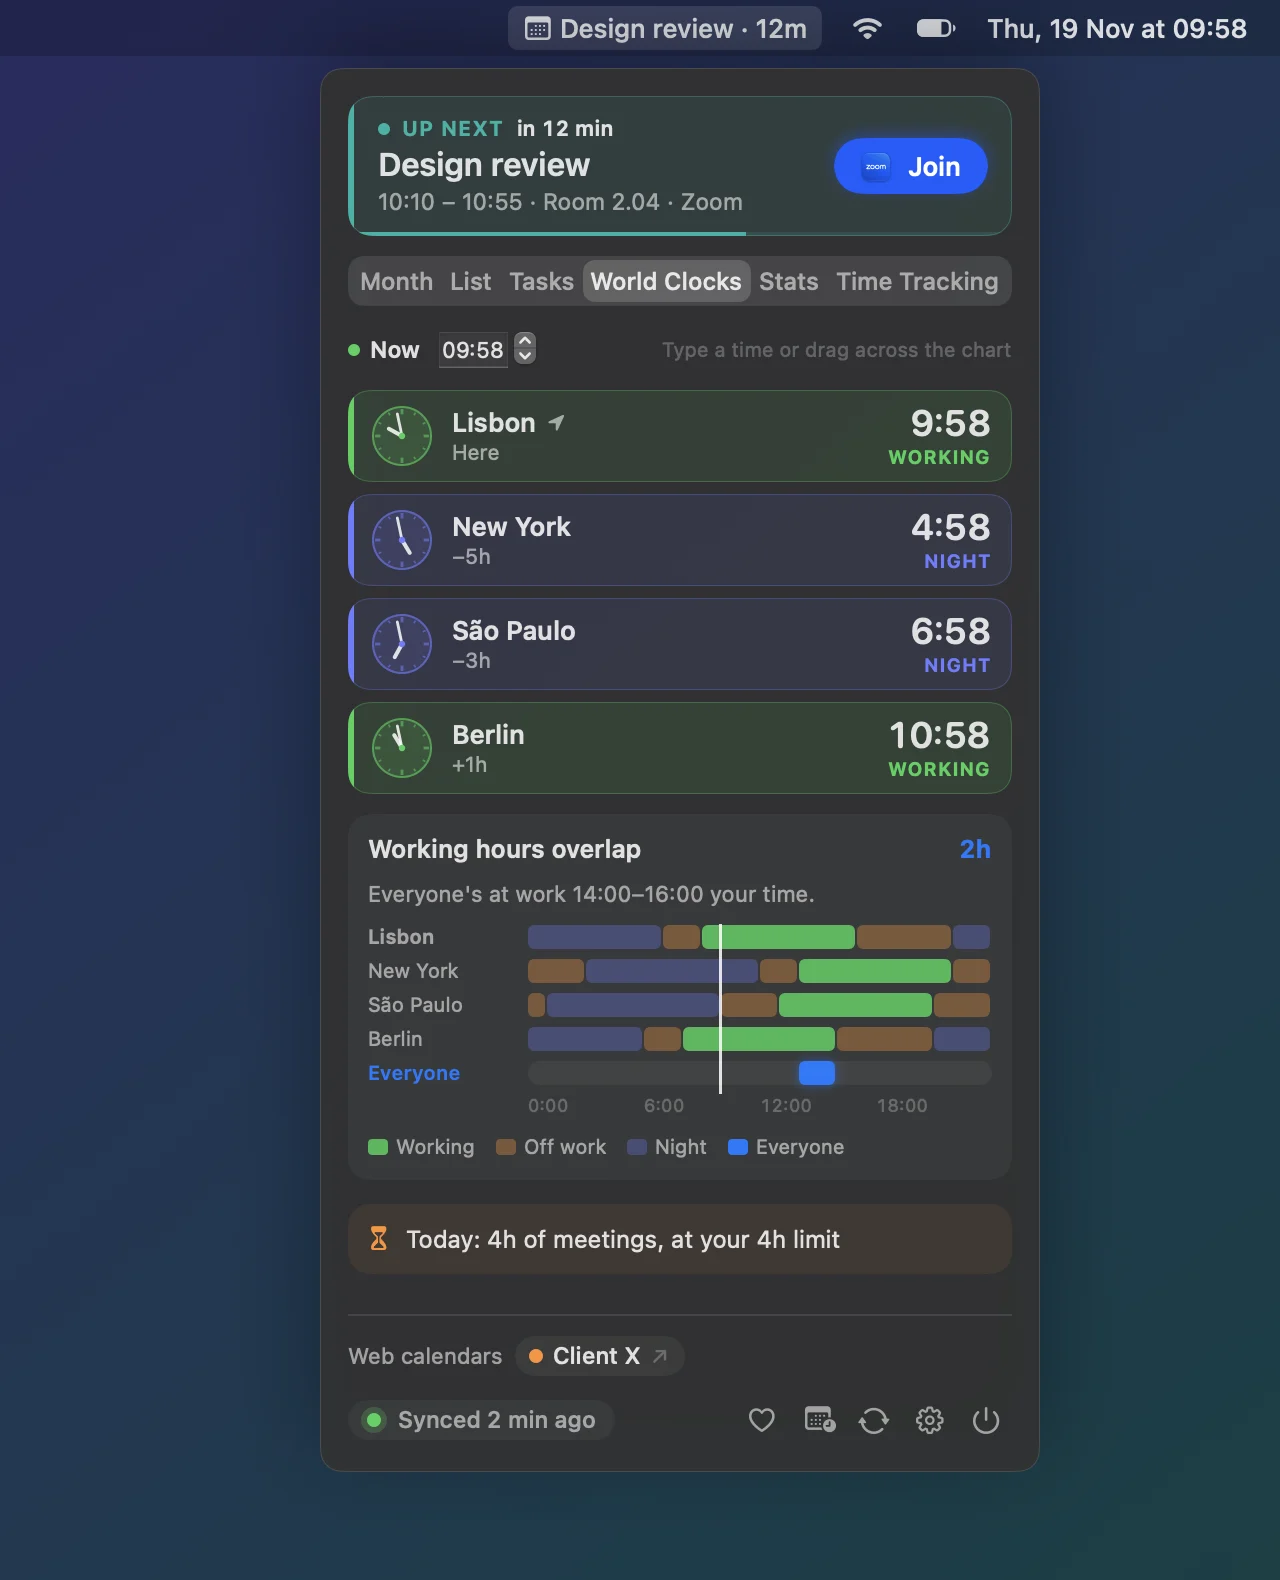 Design review · 12m
Thu, 19 Nov at 09:58
UP NEXT in 12 min
Design review
10:10 – 10:55 · Room 2.04 · Zoom
zoom
Join
Month List Tasks World Clocks Stats Time Tracking
Now 09:58
Type a time or drag across the chart
Lisbon
Here
9:58
WORKING
New York
–5h
4:58
NIGHT
São Paulo
–3h
6:58
NIGHT
Berlin
+1h
10:58
WORKING
Working hours overlap 2h
Everyone's at work 14:00–16:00 your time.
Lisbon
New York
São Paulo
Berlin
Everyone
0:00 6:00 12:00 18:00
Working Off work Night Everyone
Today: 4h of meetings, at your 4h limit
Web calendars Client X
Synced 2 min ago